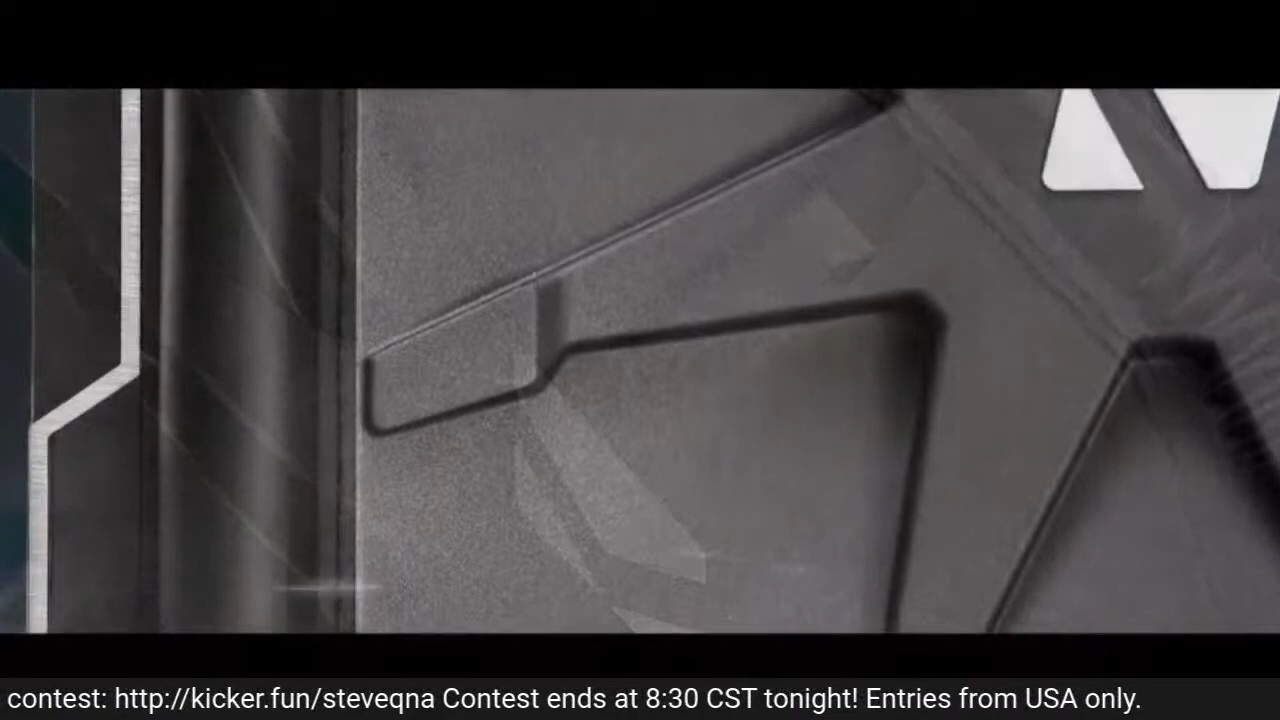 contest: http://kicker.fun/steveqna Contest ends at 8:30 CST tonight! Entries from USA only.